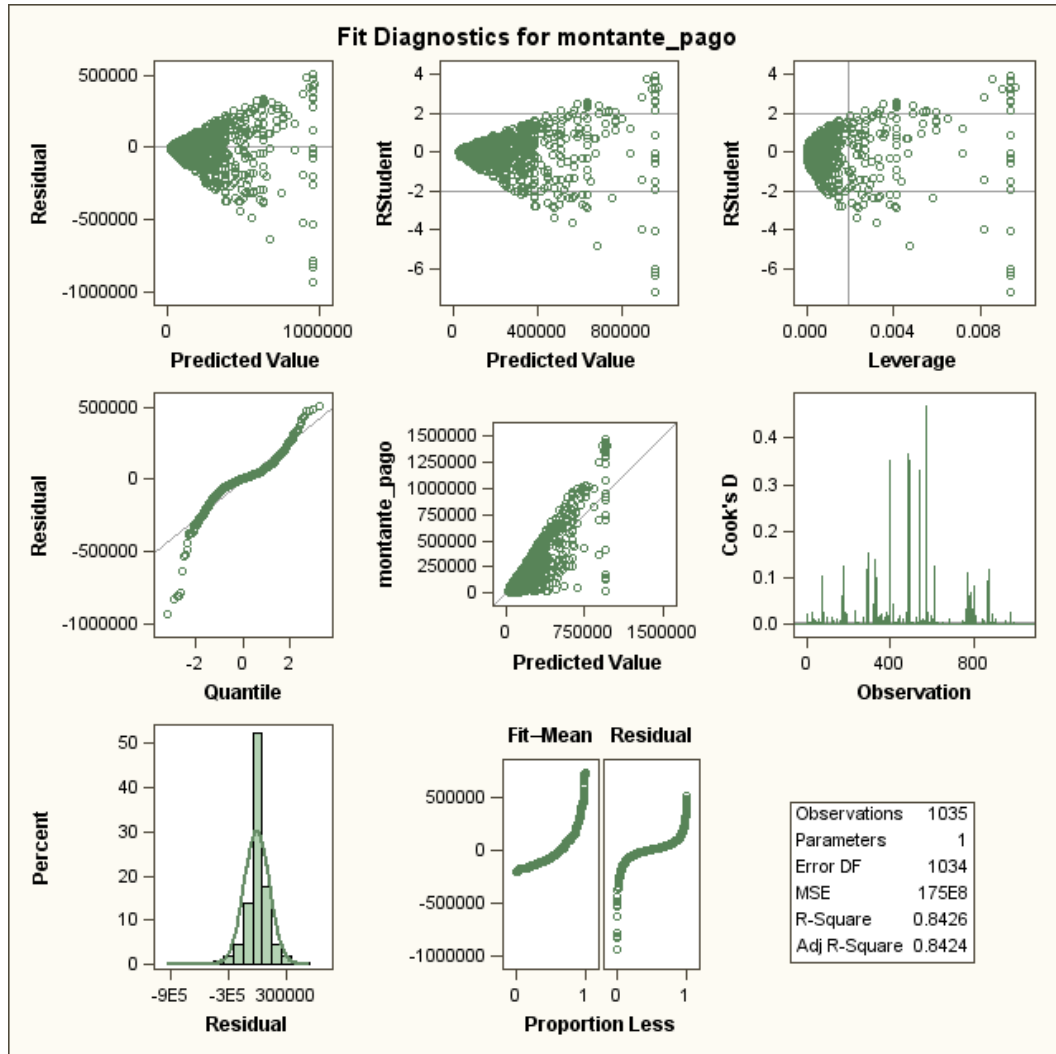 Fit Diagnostics for montante_pago
500000
0
-500000
-1000000
Residual
0
1000000
Predicted Value
4
2
0
-2
-4
-6
RStudent
0
400000
800000
Predicted Value
4
2
0
-2
-4
-6
RStudent
0.000
0.004
0.008
Leverage
500000
0
-500000
-1000000
Residual
-2
0
2
Quantile
1500000
1250000
1000000
750000
500000
250000
0
montante_pago
0
750000
1500000
Predicted Value
0.4
0.3
0.2
0.1
0.0
Cook's D
0
400
800
Observation
50
40
30
20
10
0
Percent
-9E5
-3E5
300000
Residual
Fit–Mean
Residual
500000
0
-500000
-1000000
0
1
0
1
Proportion Less
Observations 1035
Parameters 1
Error DF 1034
MSE 175E8
R-Square 0.8426
Adj R-Square 0.8424